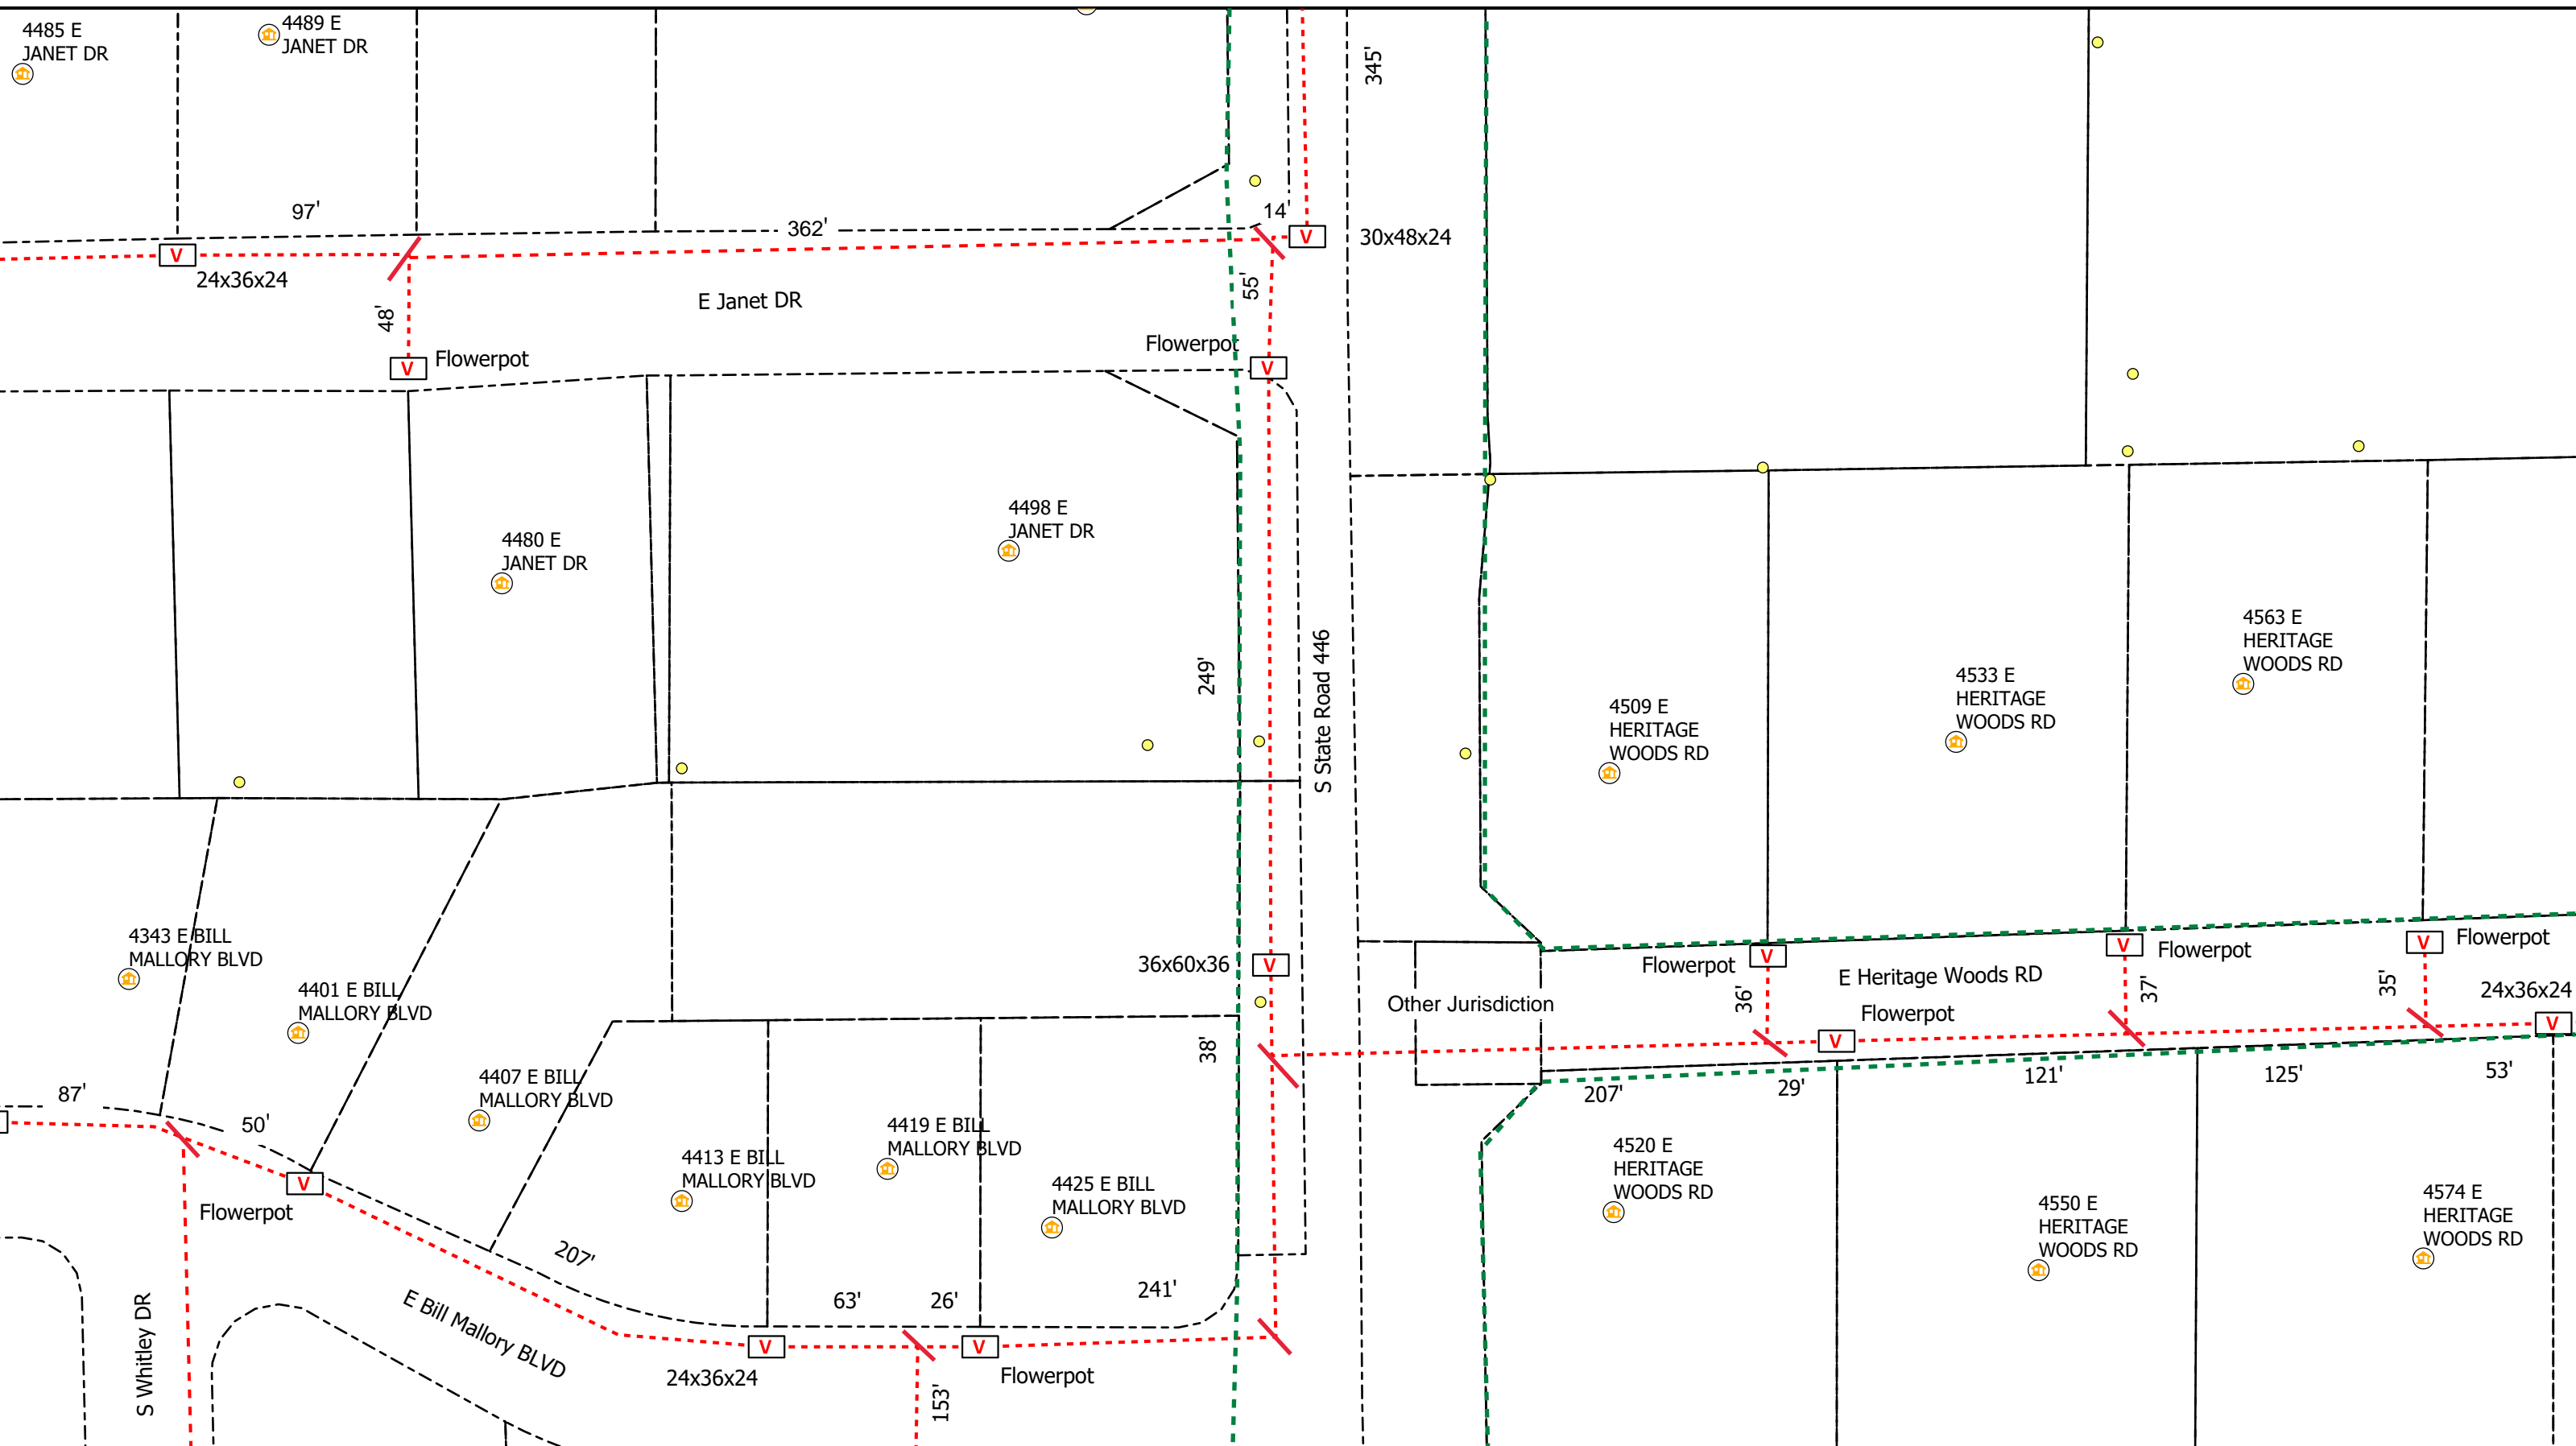 4485 E
JANET DR
4489 E
JANET DR
345'
97'
362'
14'
V
V
30x48x24
24x36x24
E Janet DR
55'
48'
V
Flowerpot
Flowerpot
V
4498 E
JANET DR
4480 E
JANET DR
249'
S State Road 446
4563 E
HERITAGE
WOODS RD
4533 E
HERITAGE
WOODS RD
4509 E
HERITAGE
WOODS RD
4343 E BILL
MALLORY BLVD
4401 E BILL
MALLORY BLVD
36x60x36
V
Flowerpot
V
V
Flowerpot
V
Flowerpot
E Heritage Woods RD
Other Jurisdiction
36'
37'
35'
24x36x24
V
Flowerpot
V
38'
207'
29'
121'
125'
53'
87'
50'
4407 E BILL
MALLORY BLVD
4413 E BILL
MALLORY BLVD
4419 E BILL
MALLORY BLVD
4425 E BILL
MALLORY BLVD
4520 E
HERITAGE
WOODS RD
4550 E
HERITAGE
WOODS RD
4574 E
HERITAGE
WOODS RD
V
Flowerpot
207'
63'
26'
241'
E Bill Mallory BLVD
S Whitley DR
V
24x36x24
V
Flowerpot
153'